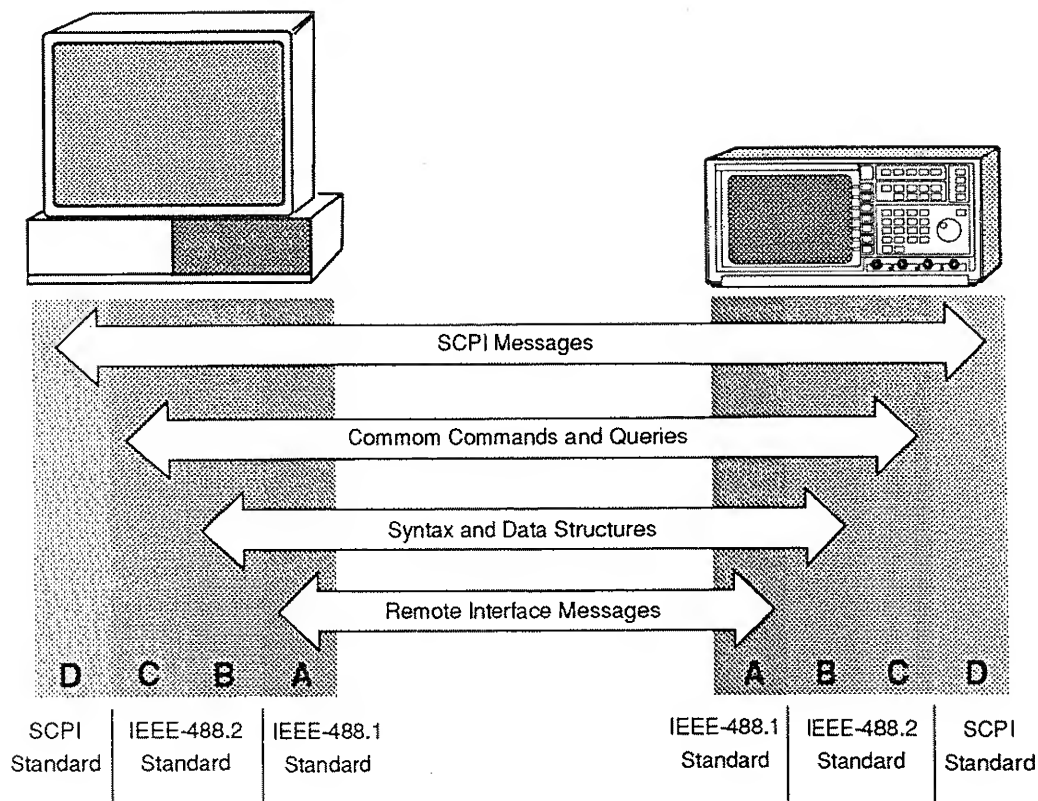 SCPI Messages
Commom Commands and Queries
Syntax and Data Structures
Remote Interface Messages
D C B A
A B C D
SCPI
Standard
IEEE-488.2
Standard
IEEE-488.1
Standard
IEEE-488.1
Standard
IEEE-488.2
Standard
SCPI
Standard